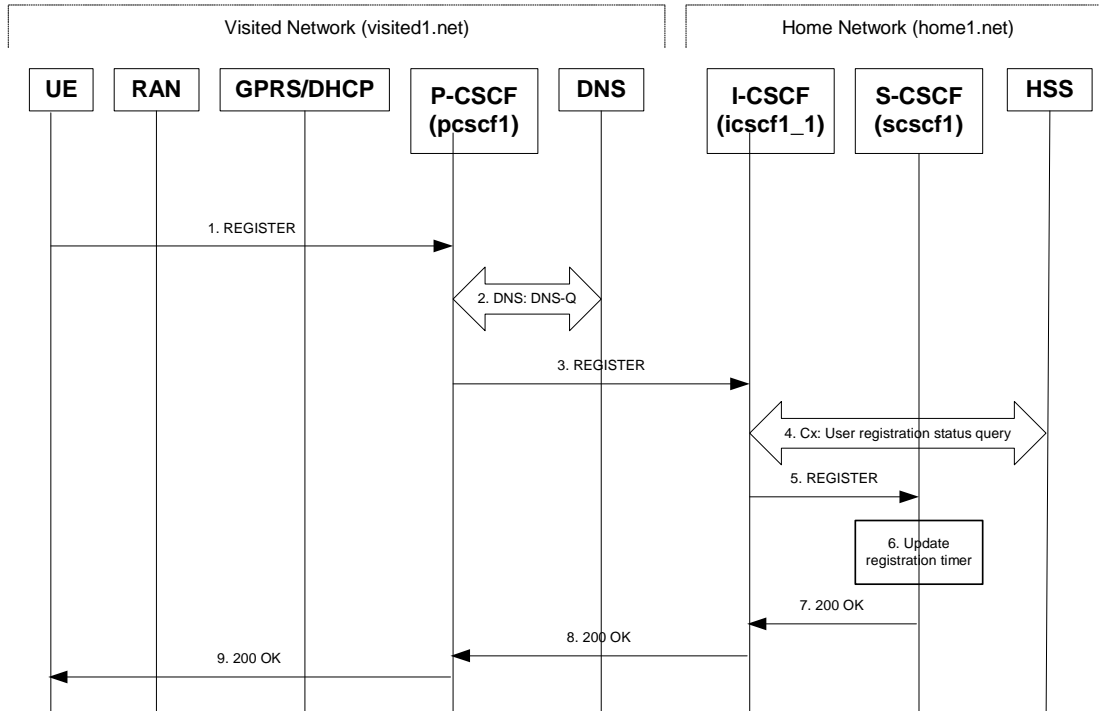 Visited Network (visited1.net)
Home Network (home1.net)
UE
RAN
GPRS/DHCP
P-CSCF
(pcscf1)
DNS
I-CSCF
(icscf1_1)
S-CSCF
(scscf1)
HSS
1. REGISTER
2. DNS: DNS-Q
3. REGISTER
4. Cx: User registration status query
5. REGISTER
6. Update
registration timer
7. 200 OK
8. 200 OK
9. 200 OK